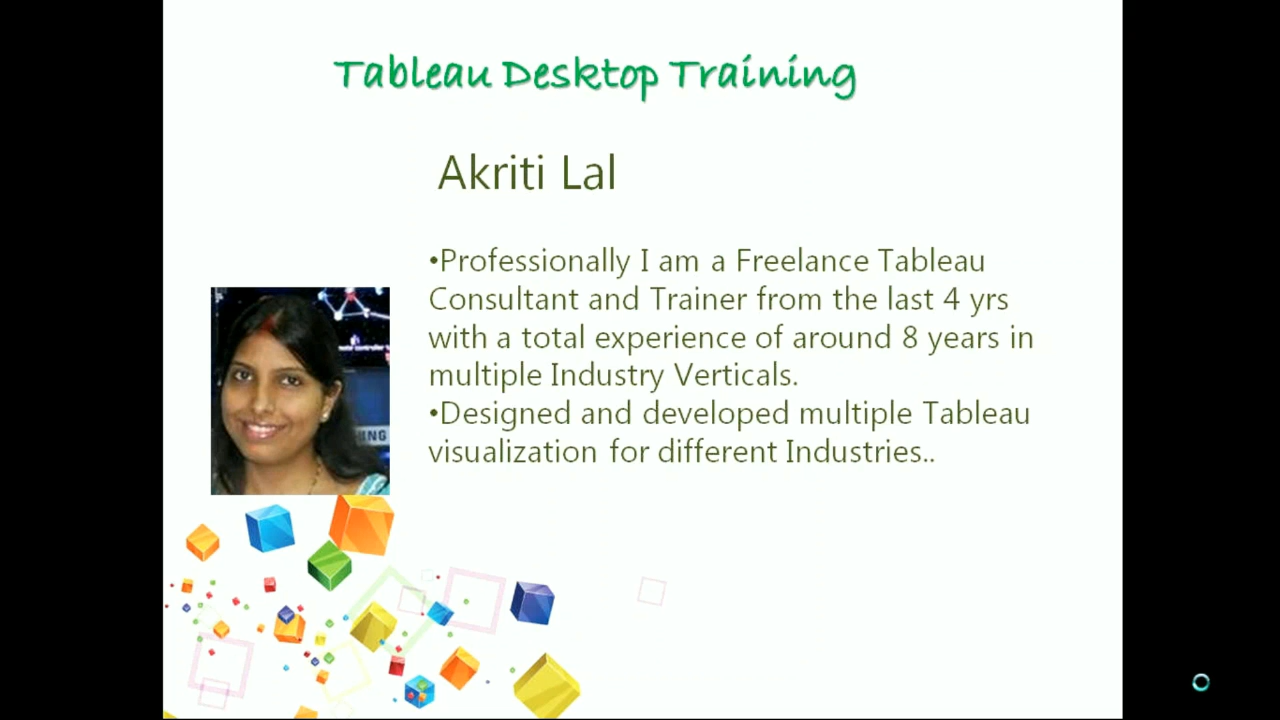 Tableau Desktop Training
Akriti Lal
•Professionally I am a Freelance Tableau
Consultant and Trainer from the last 4 yrs
with a total experience of around 8 years in
multiple Industry Verticals.
•Designed and developed multiple Tableau
visualization for different Industries..